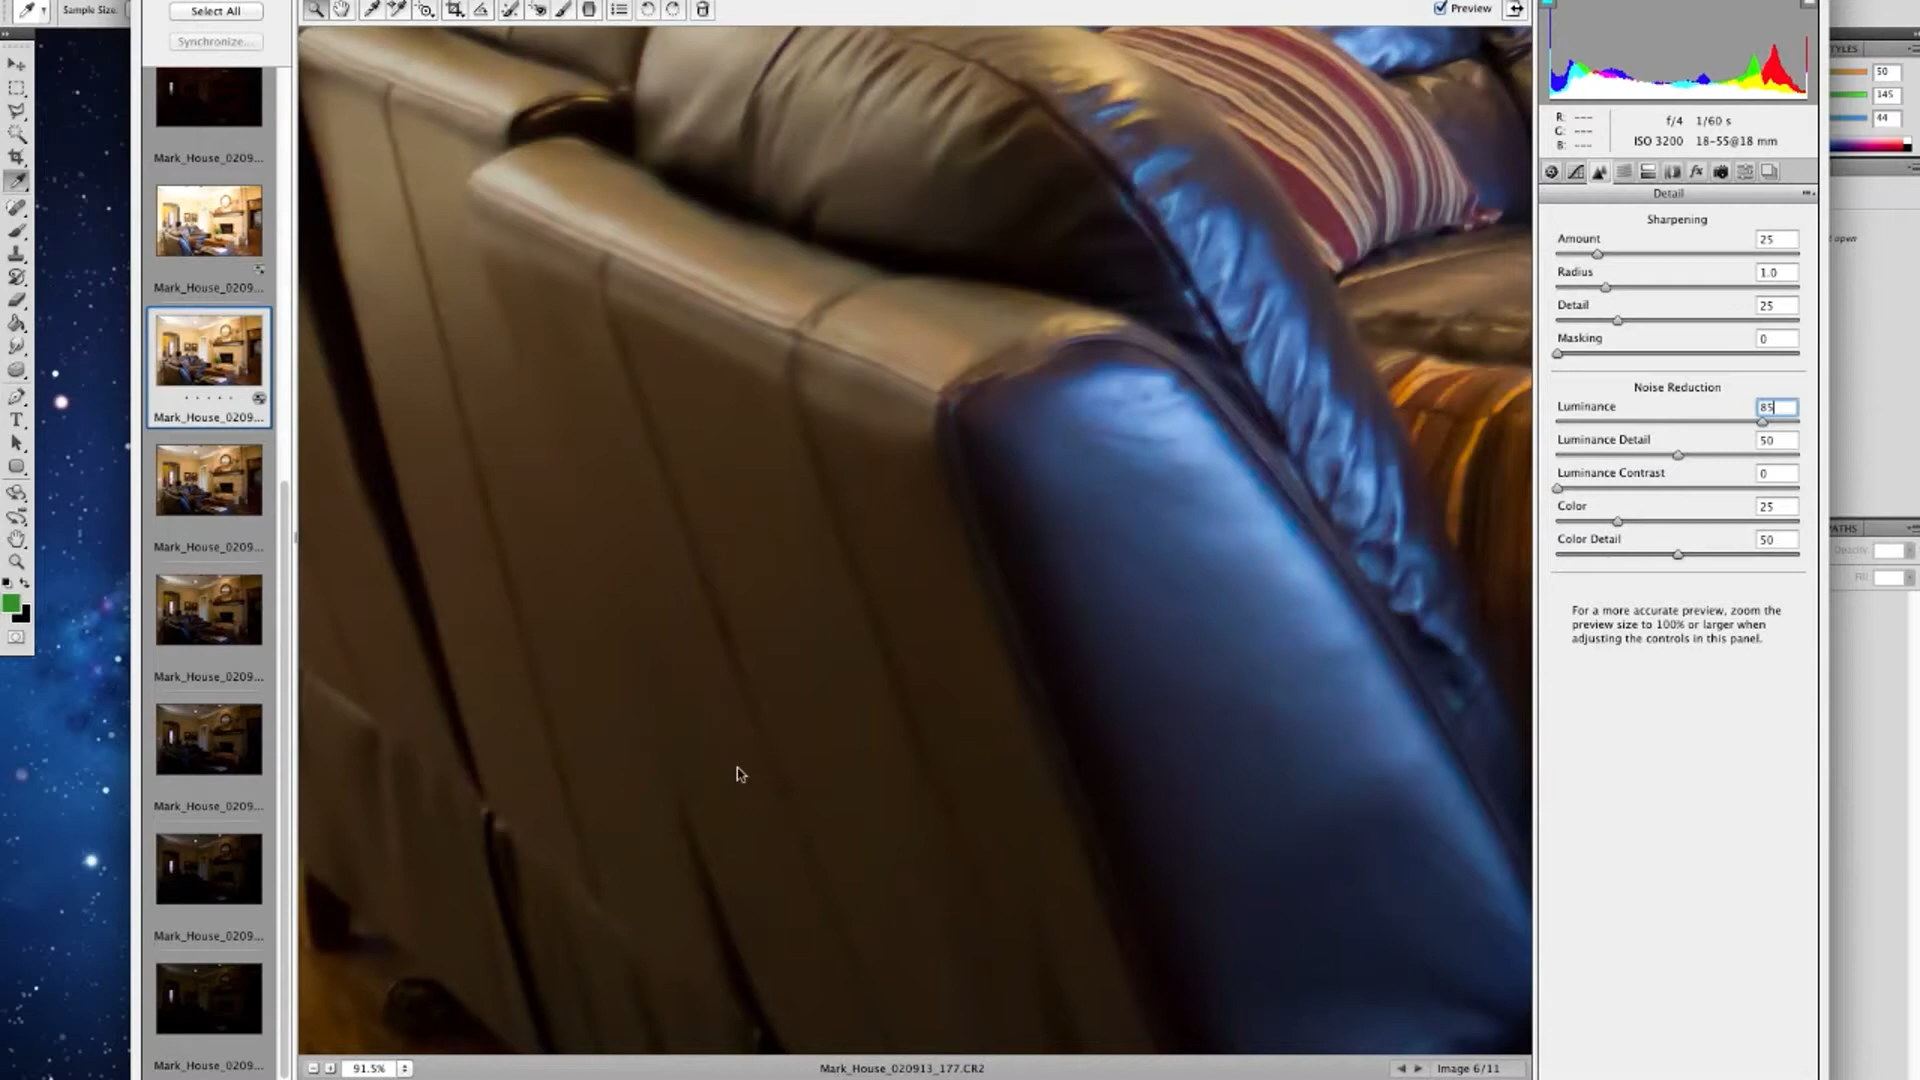 Sample Size:
Select All
Synchronize...
Preview
Mark_House_0209...
Mark_House_0209...
Mark_House_0209...
Mark_House_0209...
Mark_House_0209...
Mark_House_0209...
Mark_House_0209...
Mark_House_0209...
R: ---
G: ---
B: ---
f/4 1/60 s
ISO 3200 18-55@18 mm
Detail
Sharpening
Amount 25
Radius 1.0
Detail 25
Masking 0
Noise Reduction
Luminance 85
Luminance Detail 50
Luminance Contrast 0
Color 25
Color Detail 50
For a more accurate preview, zoom the
preview size to 100% or larger when
adjusting the controls in this panel.
91.5%
Mark_House_020913_177.CR2
Image 6/11
TYLES
50
145
44
ATHS
Opacity:
Fill: